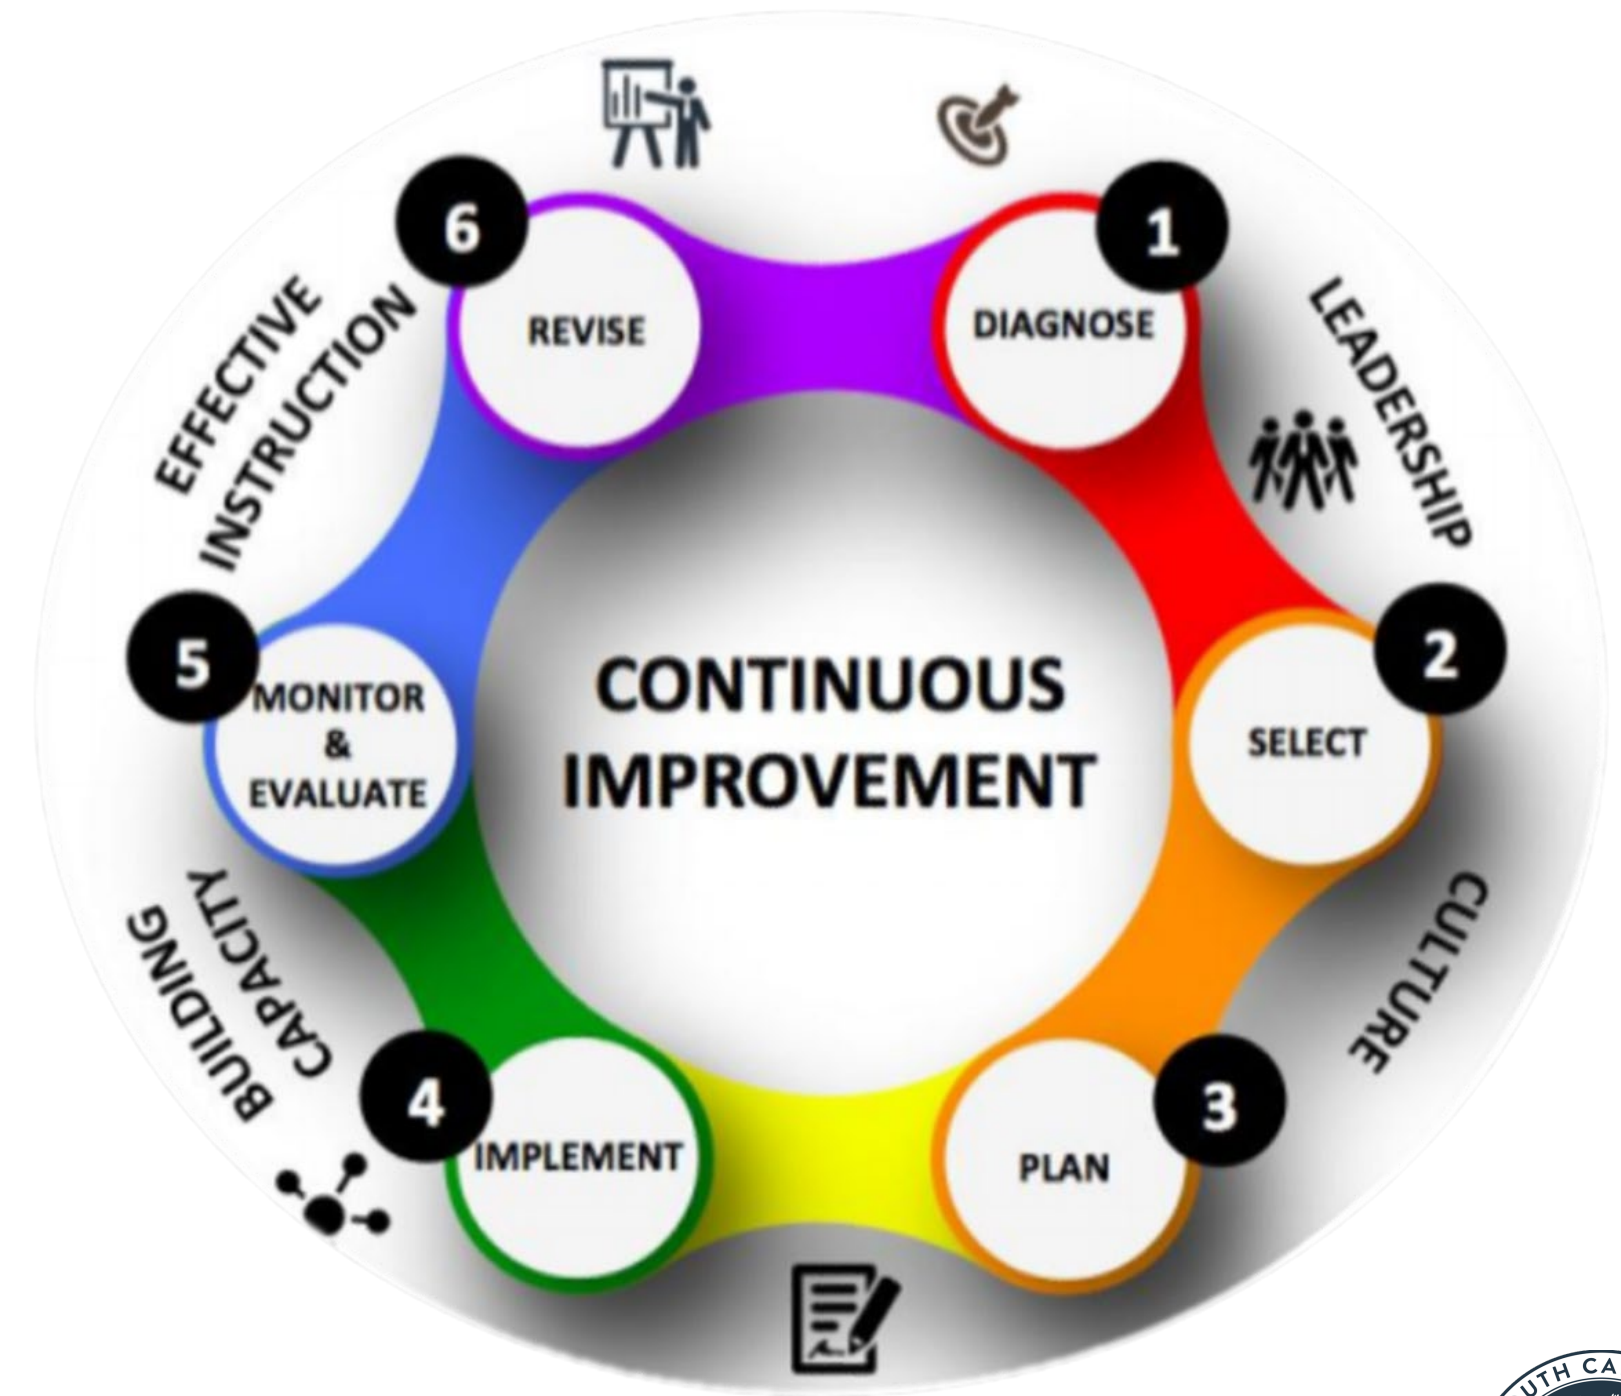 CONTINUOUS
IMPROVEMENT
1
DIAGNOSE
LEADERSHIP
2
SELECT
CULTURE
3
PLAN
4
IMPLEMENT
BUILDING
CAPACITY
5
MONITOR
&
EVALUATE
EFFECTIVE
INSTRUCTION
6
REVISE